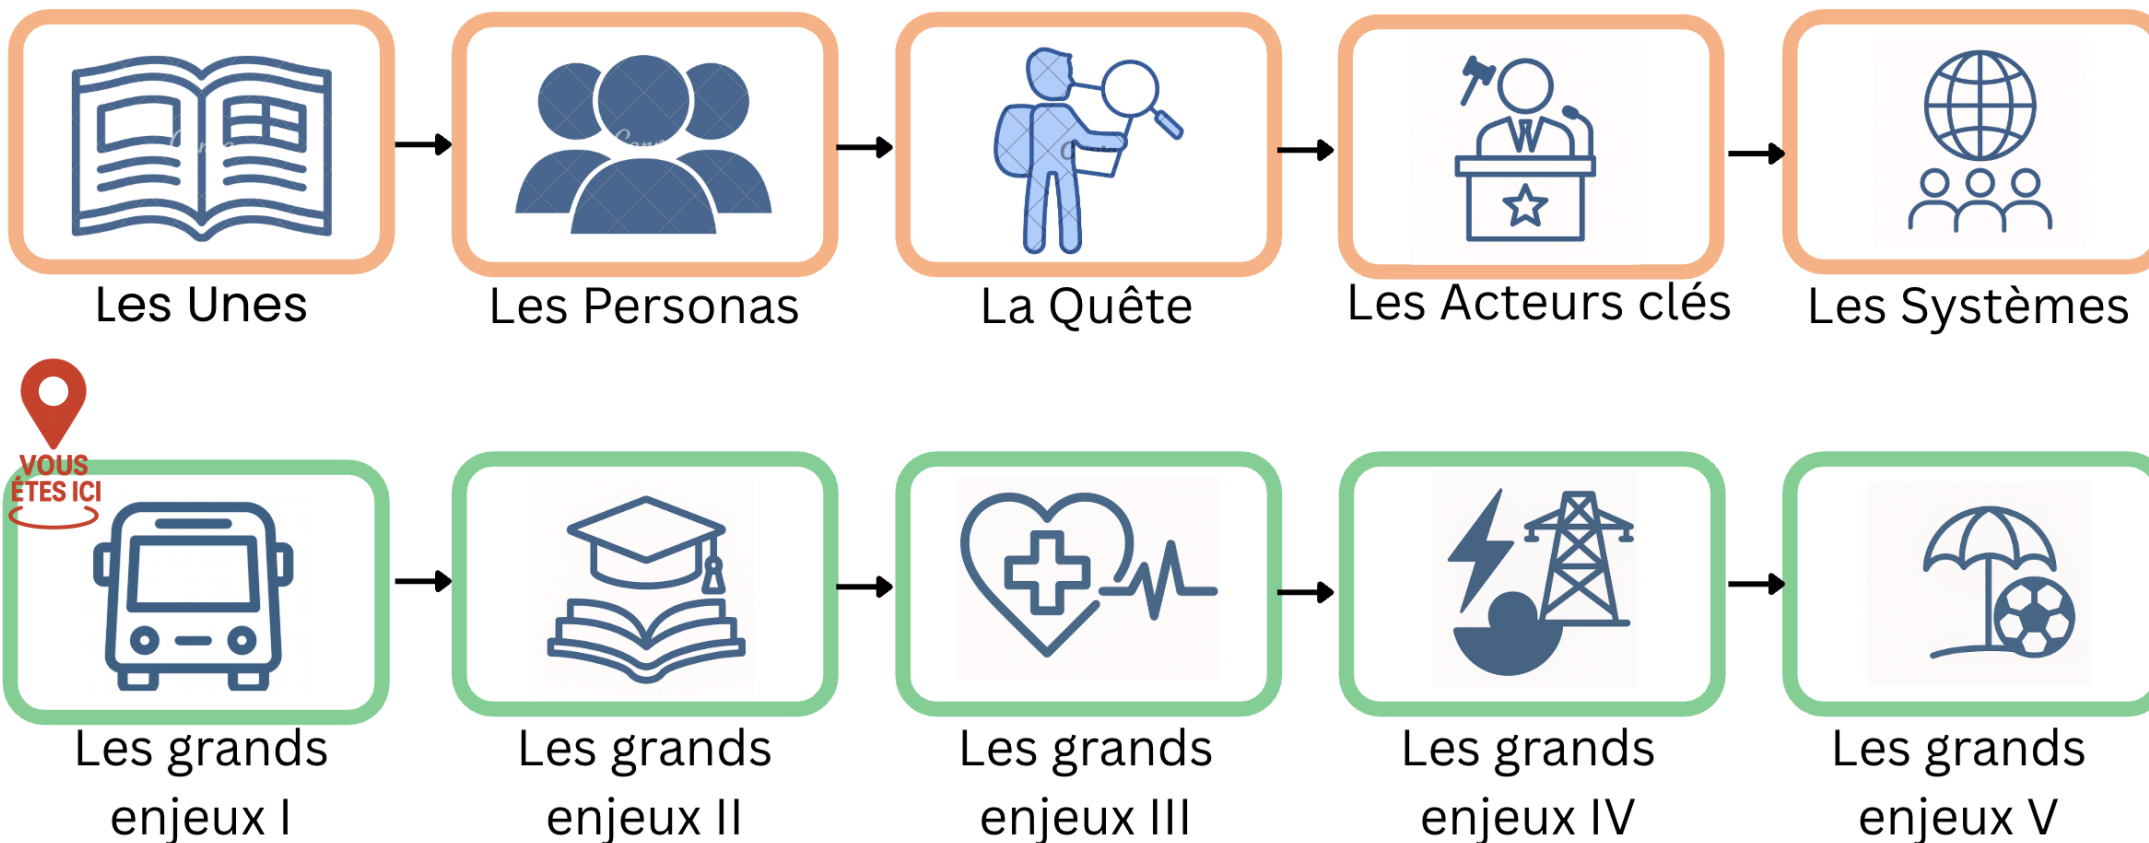 Les Unes
Les Personas
La Quête
Les Acteurs clés
Les Systèmes
VOUS
ÉTES ICI
Les grands
enjeux I
Les grands
enjeux II
Les grands
enjeux III
Les grands
enjeux IV
Les grands
enjeux V